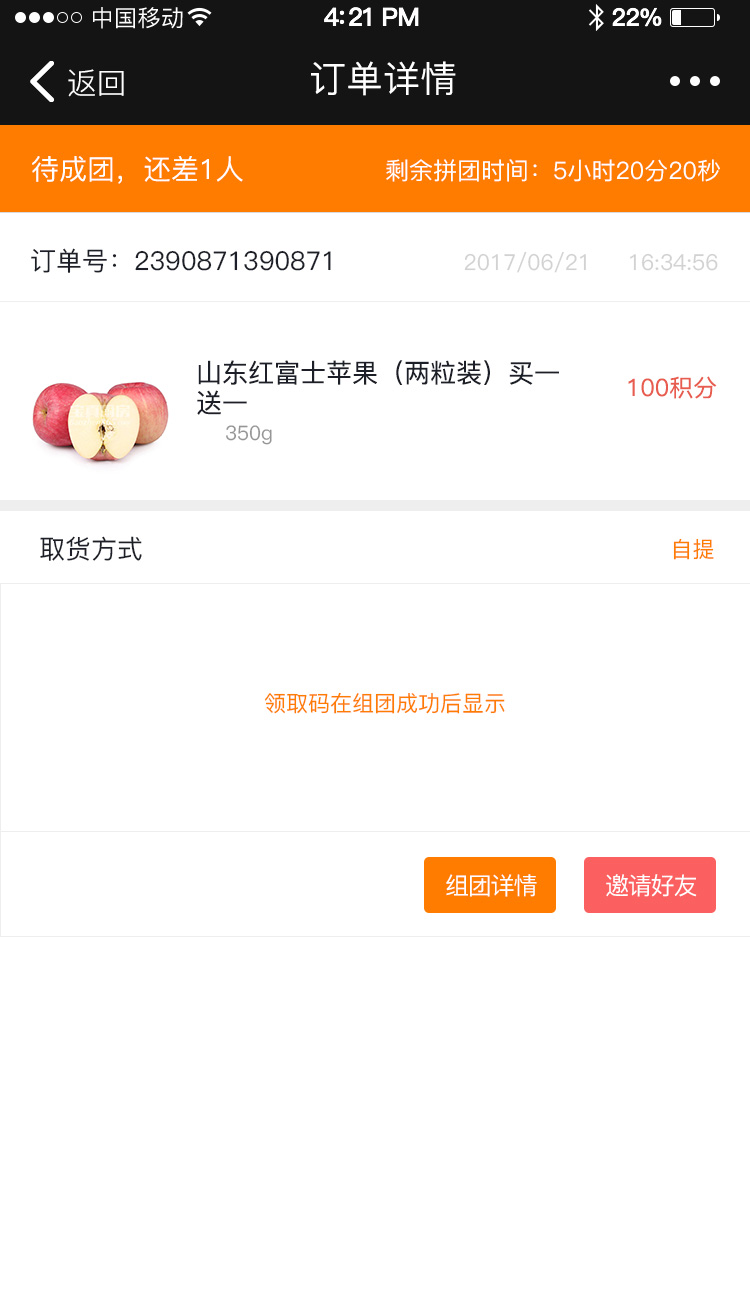 中国移动
4:21 PM
22%
返回
订单详情
待成团，还差1人
剩余拼团时间：5小时20分20秒
订单号：2390871390871
2017/06/21 16:34:56
山东红富士苹果（两粒装）买一
送一
100积分
350g
取货方式
自提
领取码在组团成功后显示
组团详情
邀请好友